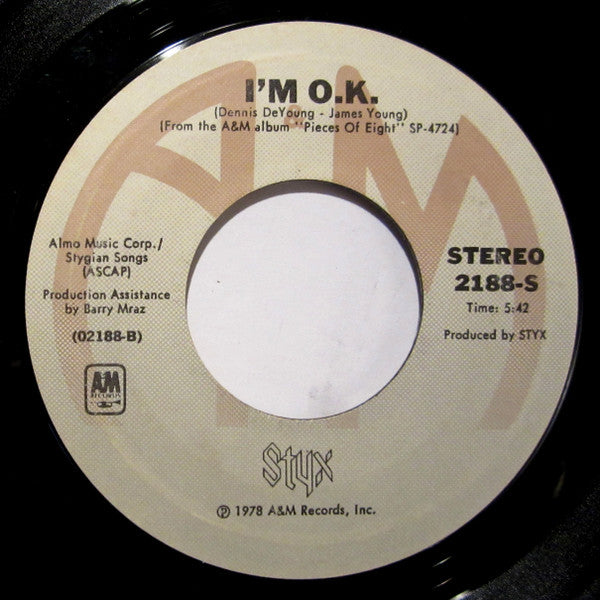 I'M O.K.
(Dennis DeYoung - James Young)
(From the A&M album "Pieces Of Eight" SP-4724)
A&M
Almo Music Corp./
Stygian Songs
(ASCAP)
Production Assistance
by Barry Mraz
(02188-B)
AM
RECORDS
STEREO
2188-S
Time: 5:42
Produced by STYX
Styx
℗ 1978 A&M Records, Inc.